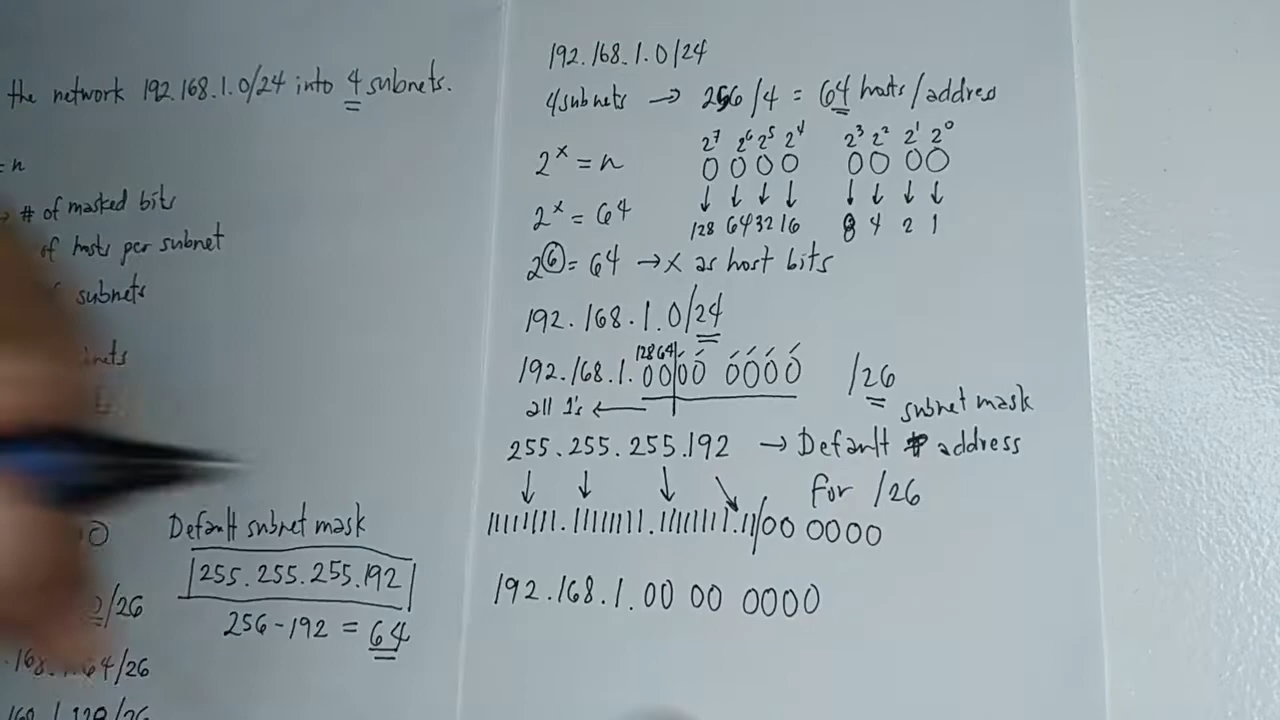 the network 192.168.1.0/24 into 4 subnets.
= n
→ # of masked bits
of hosts per subnet
subnets
0
Default subnet mask
255.255.255.192
/26
256-192 = 64
64/26
128/26
192.168.1.0/24
4 subnets → 256/4 = 64 hosts/address
2^7 2^6 2^5 2^4 2^3 2^2 2^1 2^0
2^x = n 0 0 0 0 0 0 0 0
↓ ↓ ↓ ↓ ↓ ↓ ↓ ↓
2^x = 64 128 64 32 16 8 4 2 1
2^6 = 64 → x as host bits
192.168.1.0/24
128 64
192.168.1.00|00 0000 /26
all 1's ← subnet mask
255.255.255.192 → Default address
↓ ↓ ↓ ↘ for /26
11111111.11111111.11111111.11/00 0000
192.168.1.00 00 0000